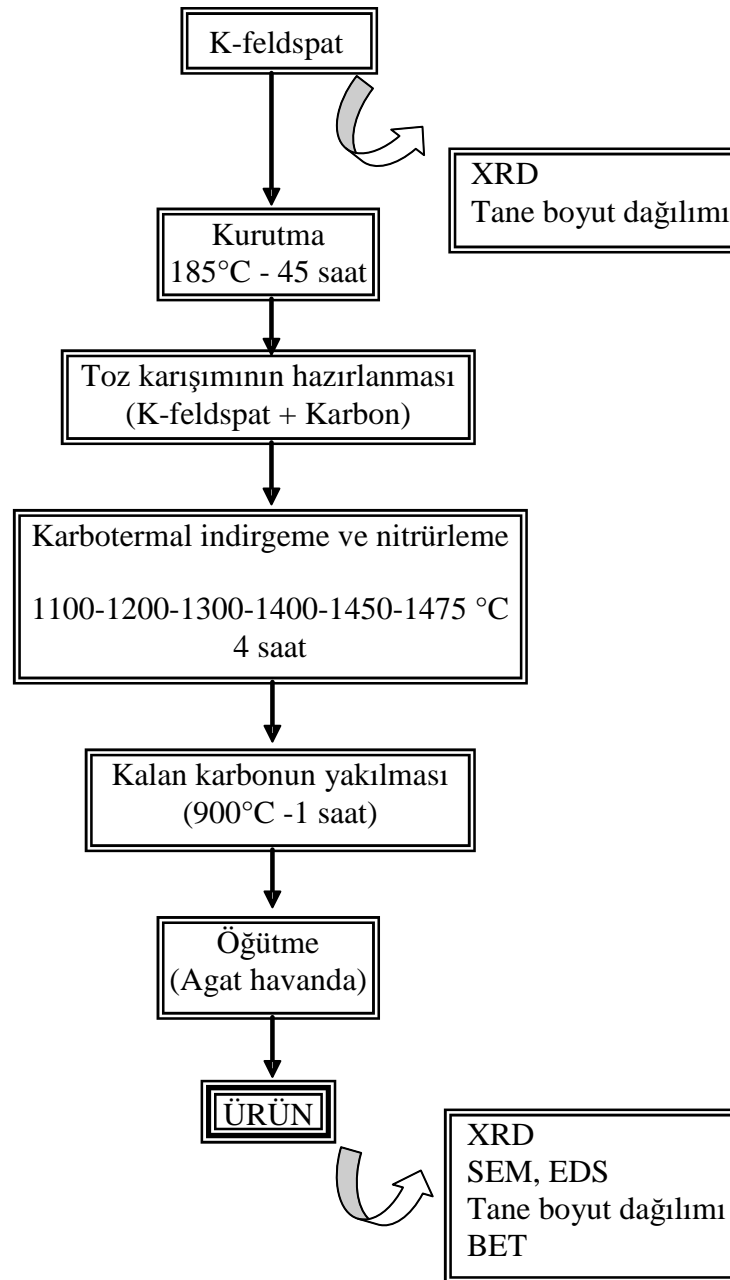 K-feldspat
XRD
Tane boyut dağılımı
Kurutma
185°C - 45 saat
Toz karışımının hazırlanması
(K-feldspat + Karbon)
Karbotermal indirgeme ve nitrürleme
1100-1200-1300-1400-1450-1475 °C
4 saat
Kalan karbonun yakılması
(900°C -1 saat)
Öğütme
(Agat havanda)
ÜRÜN
XRD
SEM, EDS
Tane boyut dağılımı
BET